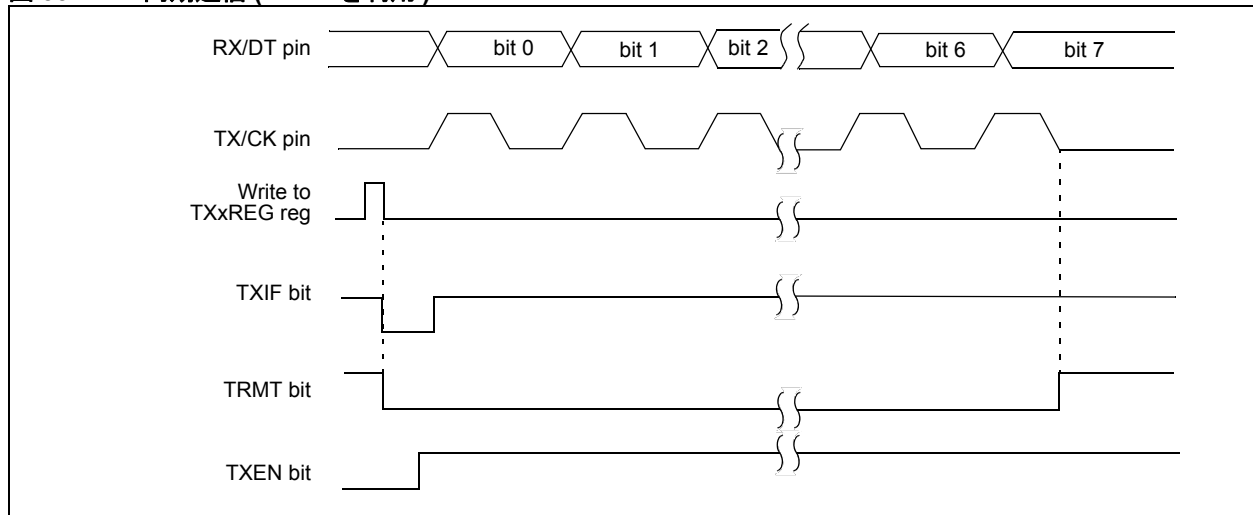 RX/DT pin
bit 0 bit 1 bit 2 bit 6 bit 7
TX/CK pin
Write to
TXxREG reg
TXIF bit
TRMT bit
TXEN bit